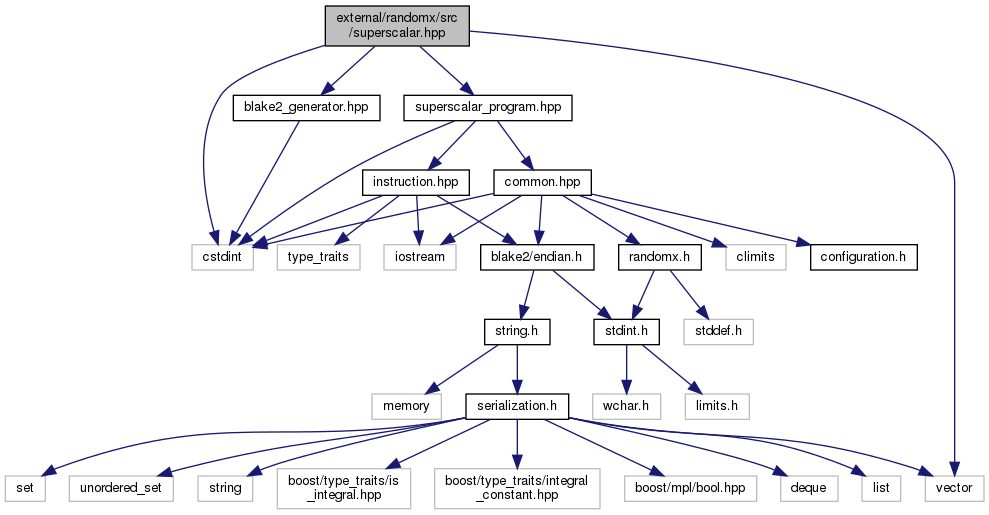 external/randomx/src
/superscalar.hpp
blake2_generator.hpp
superscalar_program.hpp
instruction.hpp
common.hpp
cstdint
type_traits
iostream
blake2/endian.h
randomx.h
climits
configuration.h
string.h
stdint.h
stddef.h
memory
serialization.h
wchar.h
limits.h
set
unordered_set
string
boost/type_traits/is
_integral.hpp
boost/type_traits/integral
_constant.hpp
boost/mpl/bool.hpp
deque
list
vector